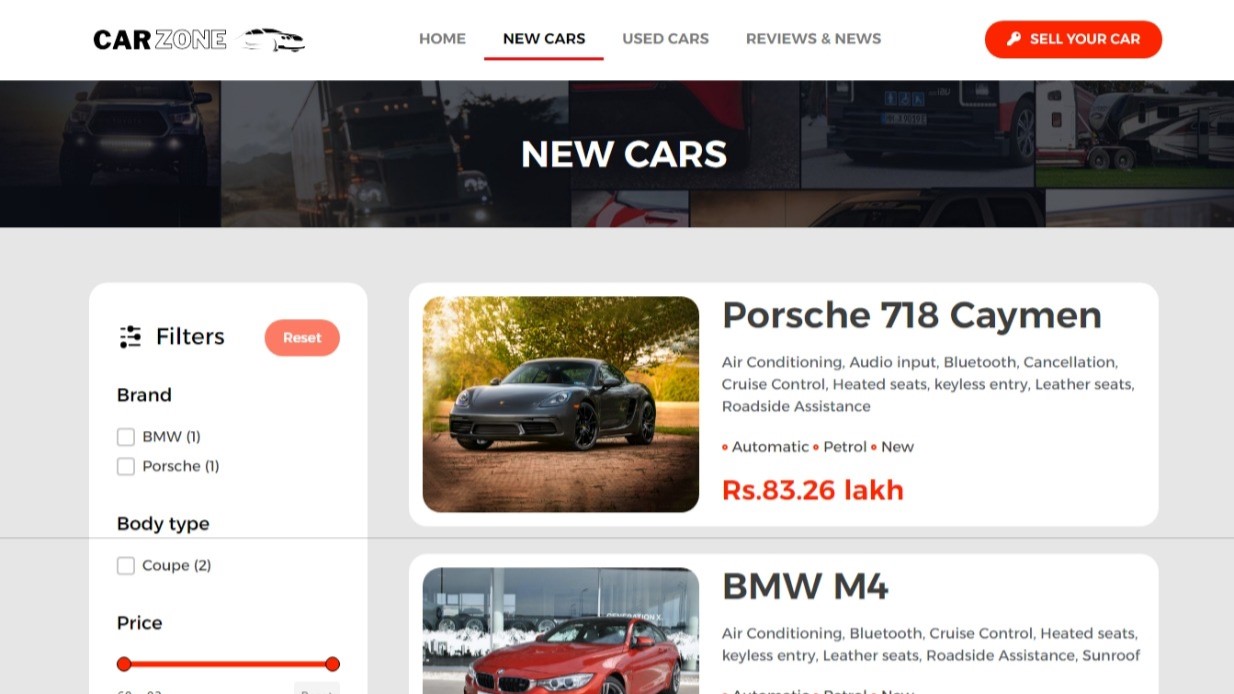 CAR ZONE
HOME
NEW CARS
USED CARS
REVIEWS & NEWS
SELL YOUR CAR
NEW CARS
Filters
Reset
Brand
BMW (1)
Porsche (1)
Body type
Coupe (2)
Price
Porsche 718 Caymen
Air Conditioning, Audio input, Bluetooth, Cancellation,
Cruise Control, Heated seats, keyless entry, Leather seats,
Roadside Assistance
Automatic Petrol New
Rs.83.26 lakh
BMW M4
Air Conditioning, Bluetooth, Cruise Control, Heated seats,
keyless entry, Leather seats, Roadside Assistance, Sunroof